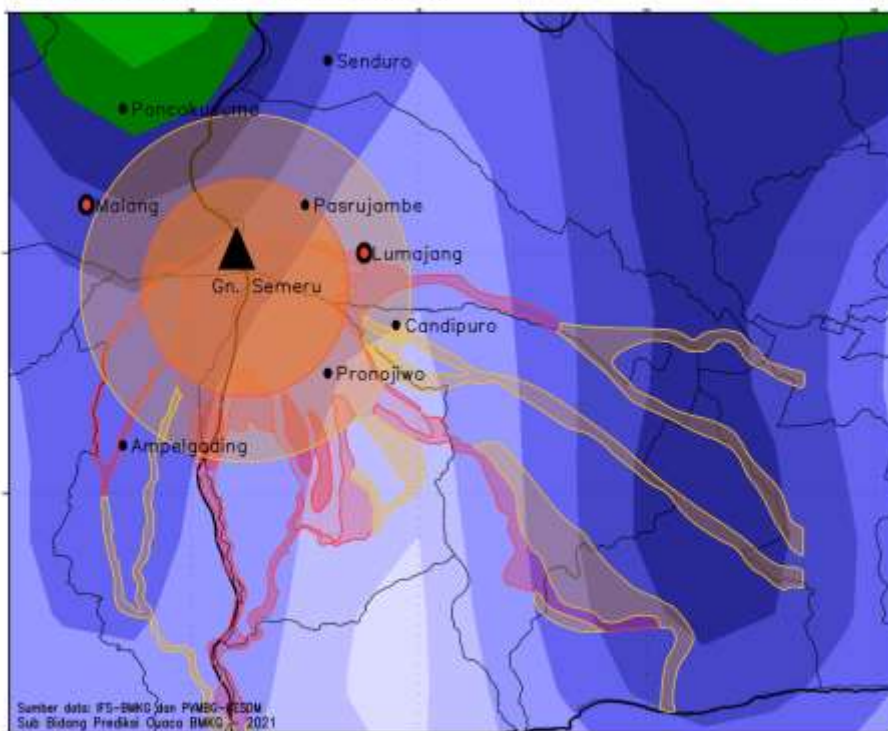 Senduro
Poncokusumo
Malang
Pasrujambe
Lumajang
Gn. Semeru
Candipuro
Pronojiwo
Ampelgading
Sumber data: IFS-BMKG dan PVMBG-KESDM
Sub Bidang Prediksi Cuaca BMKG - 2021